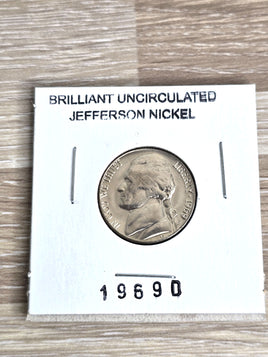 BRILLIANT UNCIRCULATED
JEFFERSON NICKEL
1969D